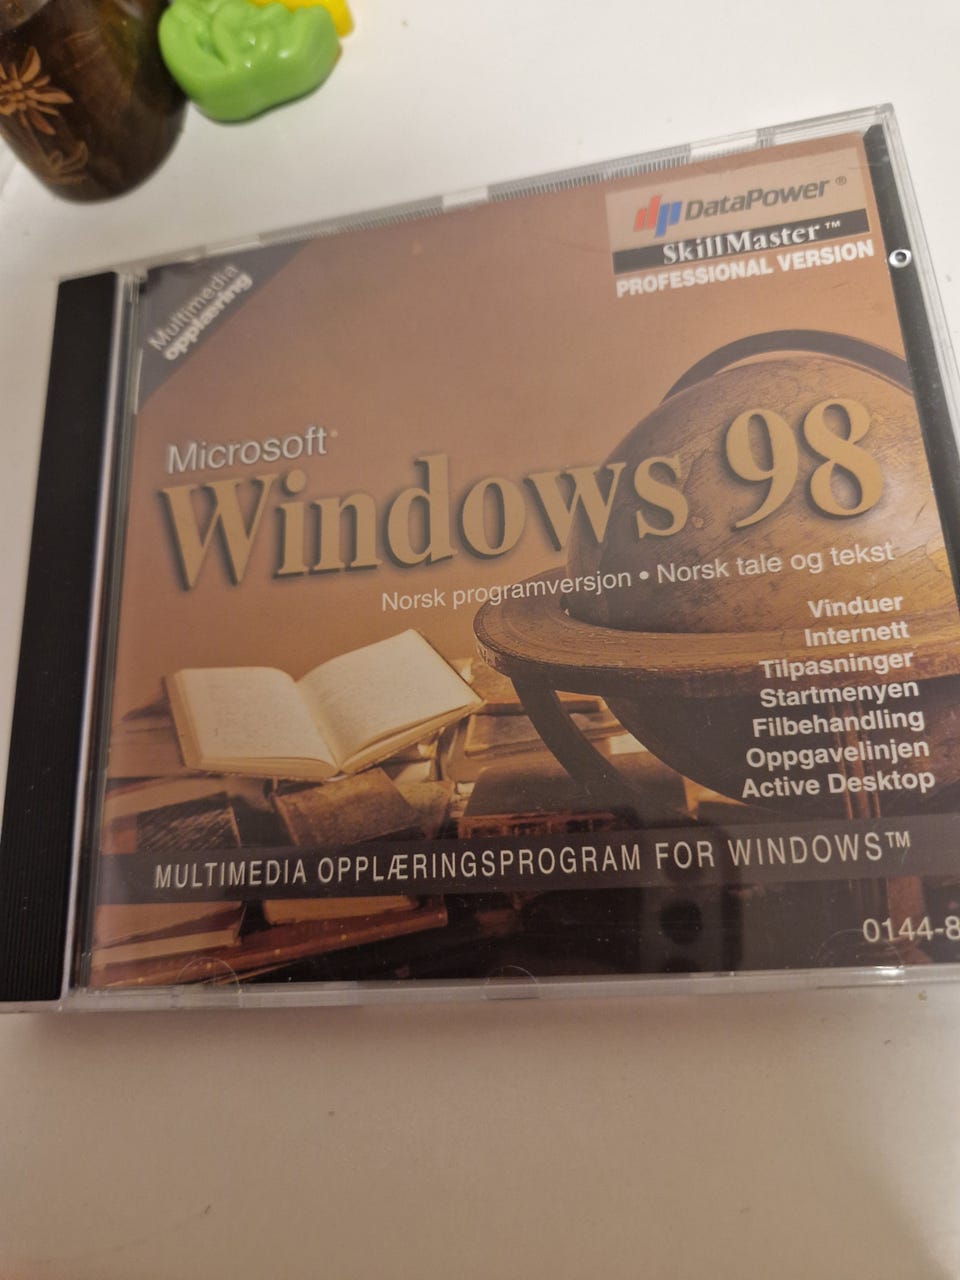 DataPower ®
SkillMaster™
PROFESSIONAL VERSION
Multimedia
opplæring
Microsoft®
Windows 98
Norsk programversjon • Norsk tale og tekst
Vinduer
Internett
Tilpasninger
Startmenyen
Filbehandling
Oppgavelinjen
Active Desktop
MULTIMEDIA OPPLÆRINGSPROGRAM FOR WINDOWS™
0144-8